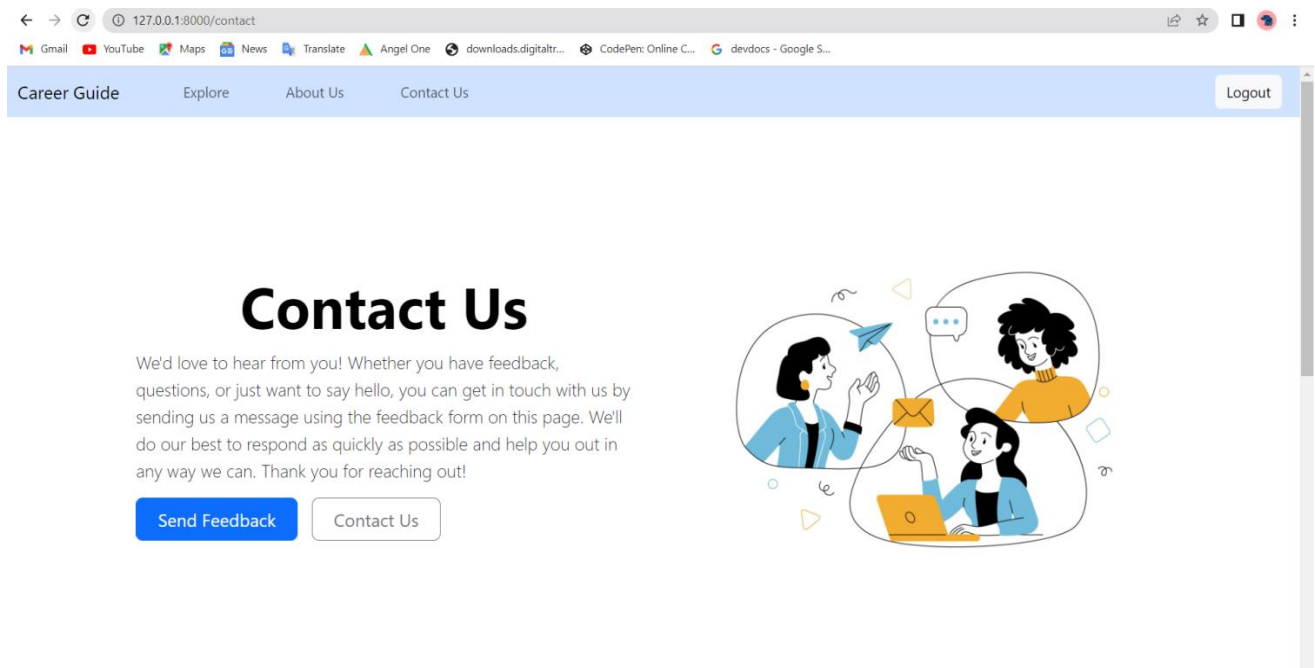 127.0.0.1:8000/contact
Gmail YouTube Maps News Translate Angel One downloads.digitaltr... CodePen: Online C... devdocs - Google S...
Career Guide Explore About Us Contact Us Logout
Contact Us
We'd love to hear from you! Whether you have feedback,
questions, or just want to say hello, you can get in touch with us by
sending us a message using the feedback form on this page. We'll
do our best to respond as quickly as possible and help you out in
any way we can. Thank you for reaching out!
Send Feedback Contact Us